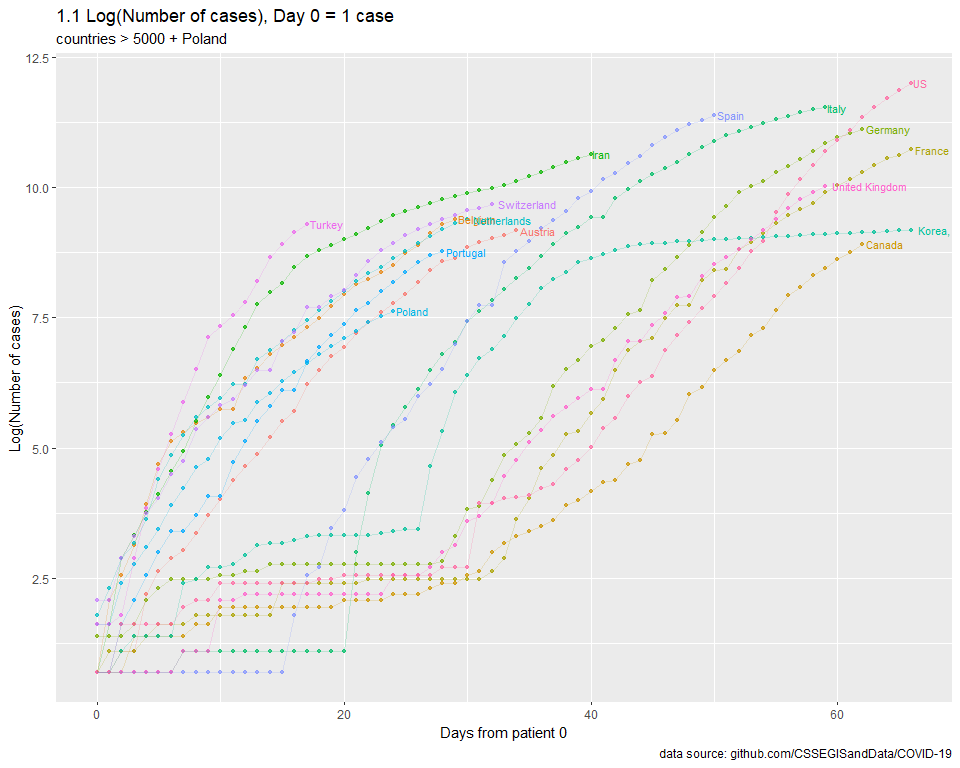 1.1 Log(Number of cases), Day 0 = 1 case
countries > 5000 + Poland
12.5
US
Italy
Spain
Germany
France
Iran
10.0
United Kingdom
Switzerland
Turkey
Belgium
Netherlands
Austria
Korea,
Canada
Portugal
7.5
Poland
Log(Number of cases)
5.0
2.5
0
20
40
60
Days from patient 0
data source: github.com/CSSEGISandData/COVID-19